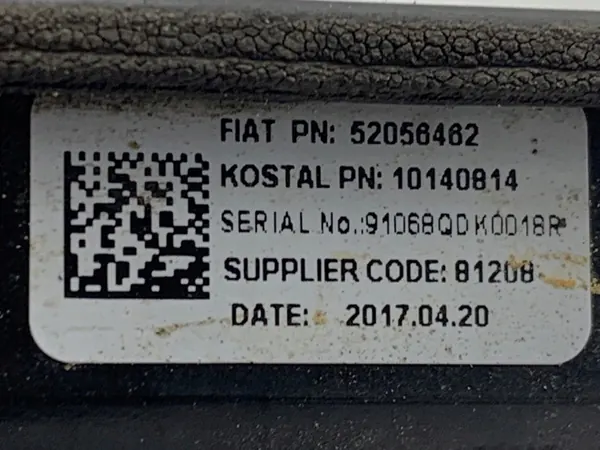 FIAT PN: 52056462
KOSTAL PN: 10140814
SERIAL No.:91068QDK0018R
SUPPLIER CODE: 81208
DATE: 2017.04.20